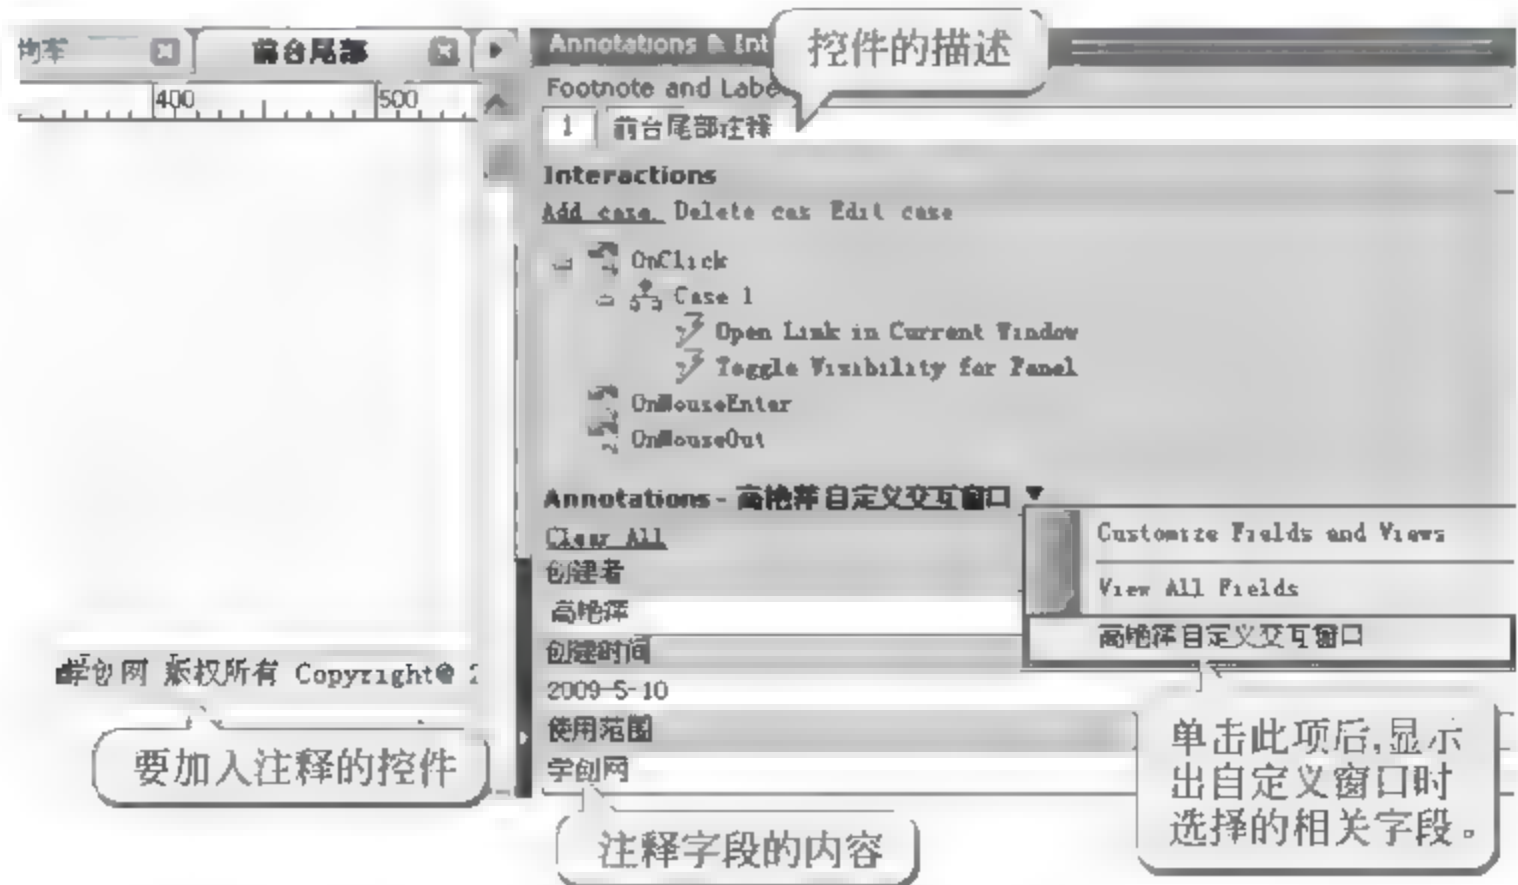 前台尾部
400 500
学创网 版权所有 Copyright©
要加入注释的控件
Annotations & Int
控件的描述
Footnote and Labe
1 前台尾部注释
Interactions
Add case Delete cas Edit case
OnClick
Case 1
Open Link in Current Window
Toggle Visibility for Panel
OnMouseEnter
OnMouseOut
Annotations - 高艳萍自定义交互窗口
Clear All
创建者
高艳萍
创建时间
2009-5-10
使用范围
学创网
注释字段的内容
Customize Fields and Views
View All Fields
高艳萍自定义交互窗口
单击此项后,显示
出自定义窗口时
选择的相关字段。